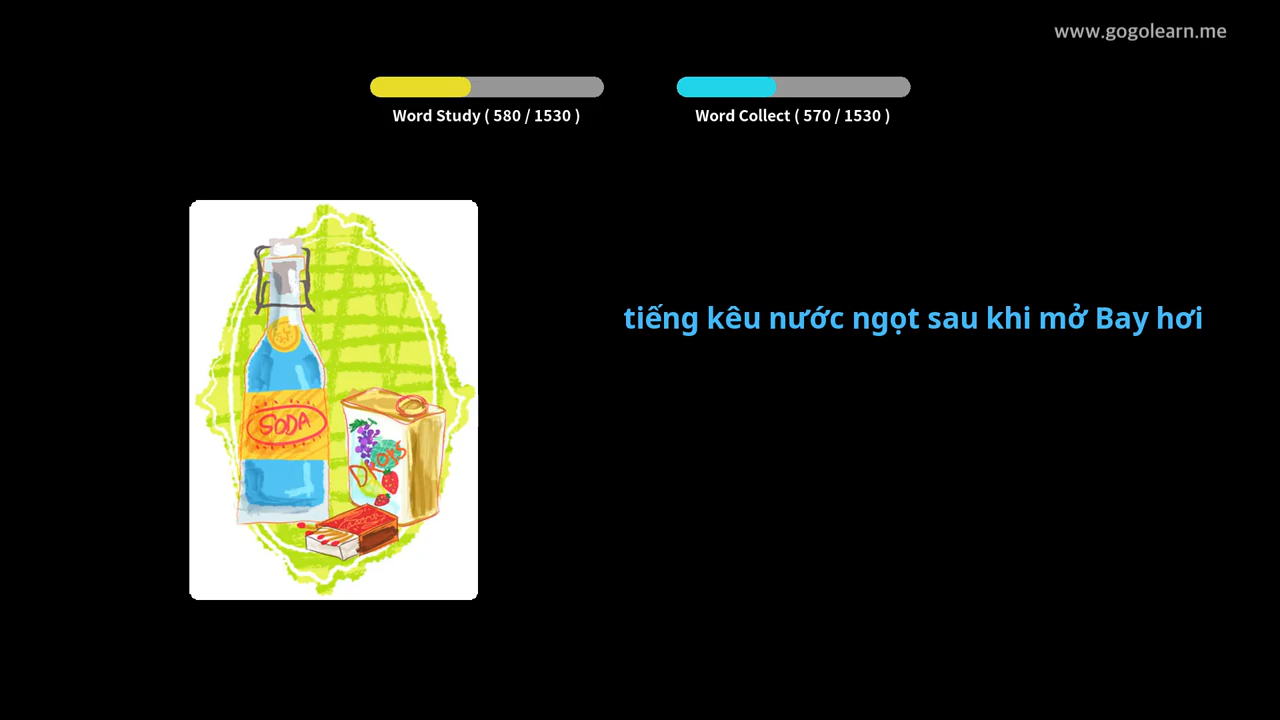 www.gogolearn.me
Word Study ( 580 / 1530 )
Word Collect ( 570 / 1530 )
tiếng kêu nước ngọt sau khi mở Bay hơi
SODA
Drops